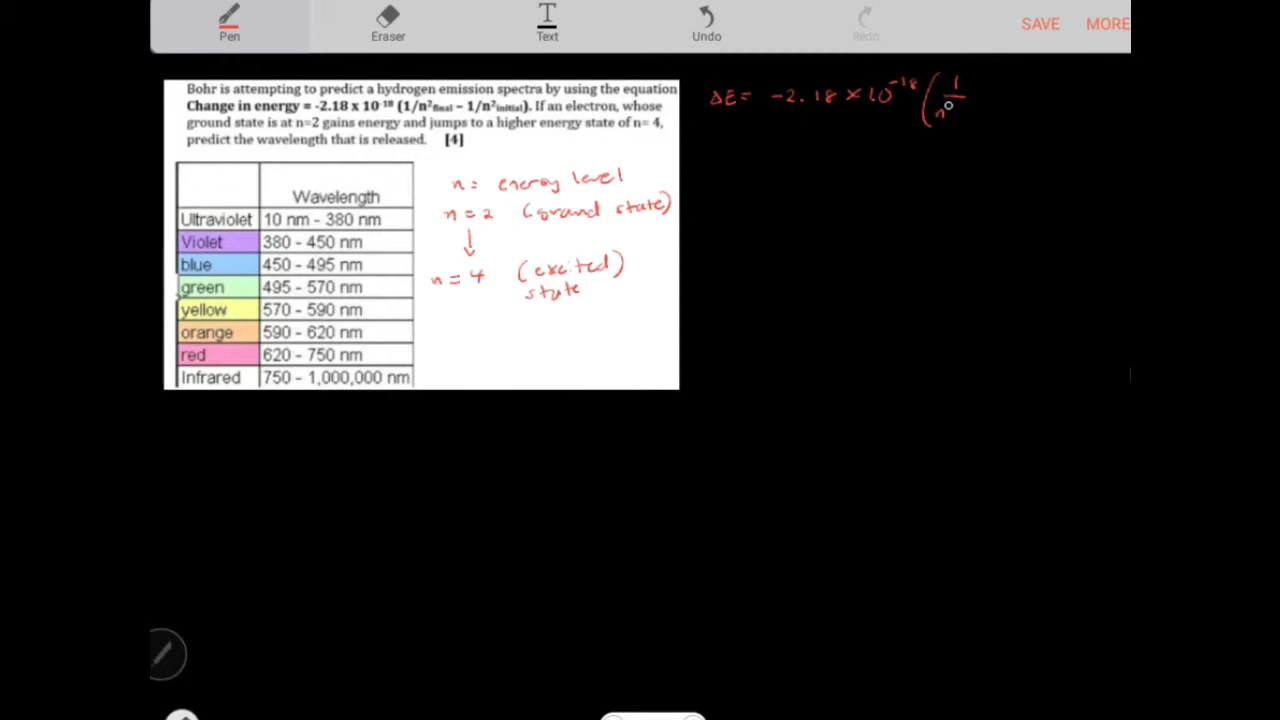 Pen Eraser Text Undo Redo SAVE MORE
Bohr is attempting to predict a hydrogen emission spectra by using the equation
Change in energy = -2.18 x 10⁻¹⁸ (1/n²final – 1/n²initial). If an electron, whose
ground state is at n=2 gains energy and jumps to a higher energy state of n= 4,
predict the wavelength that is released. [4]
ΔE = -2.18 × 10⁻¹⁸ ( 1/n
Wavelength
Ultraviolet 10 nm - 380 nm
Violet 380 - 450 nm
blue 450 - 495 nm
green 495 - 570 nm
yellow 570 - 590 nm
orange 590 - 620 nm
red 620 - 750 nm
Infrared 750 - 1,000,000 nm
n = energy level
n = 2 (ground state)
↓
n = 4 (excited)
state